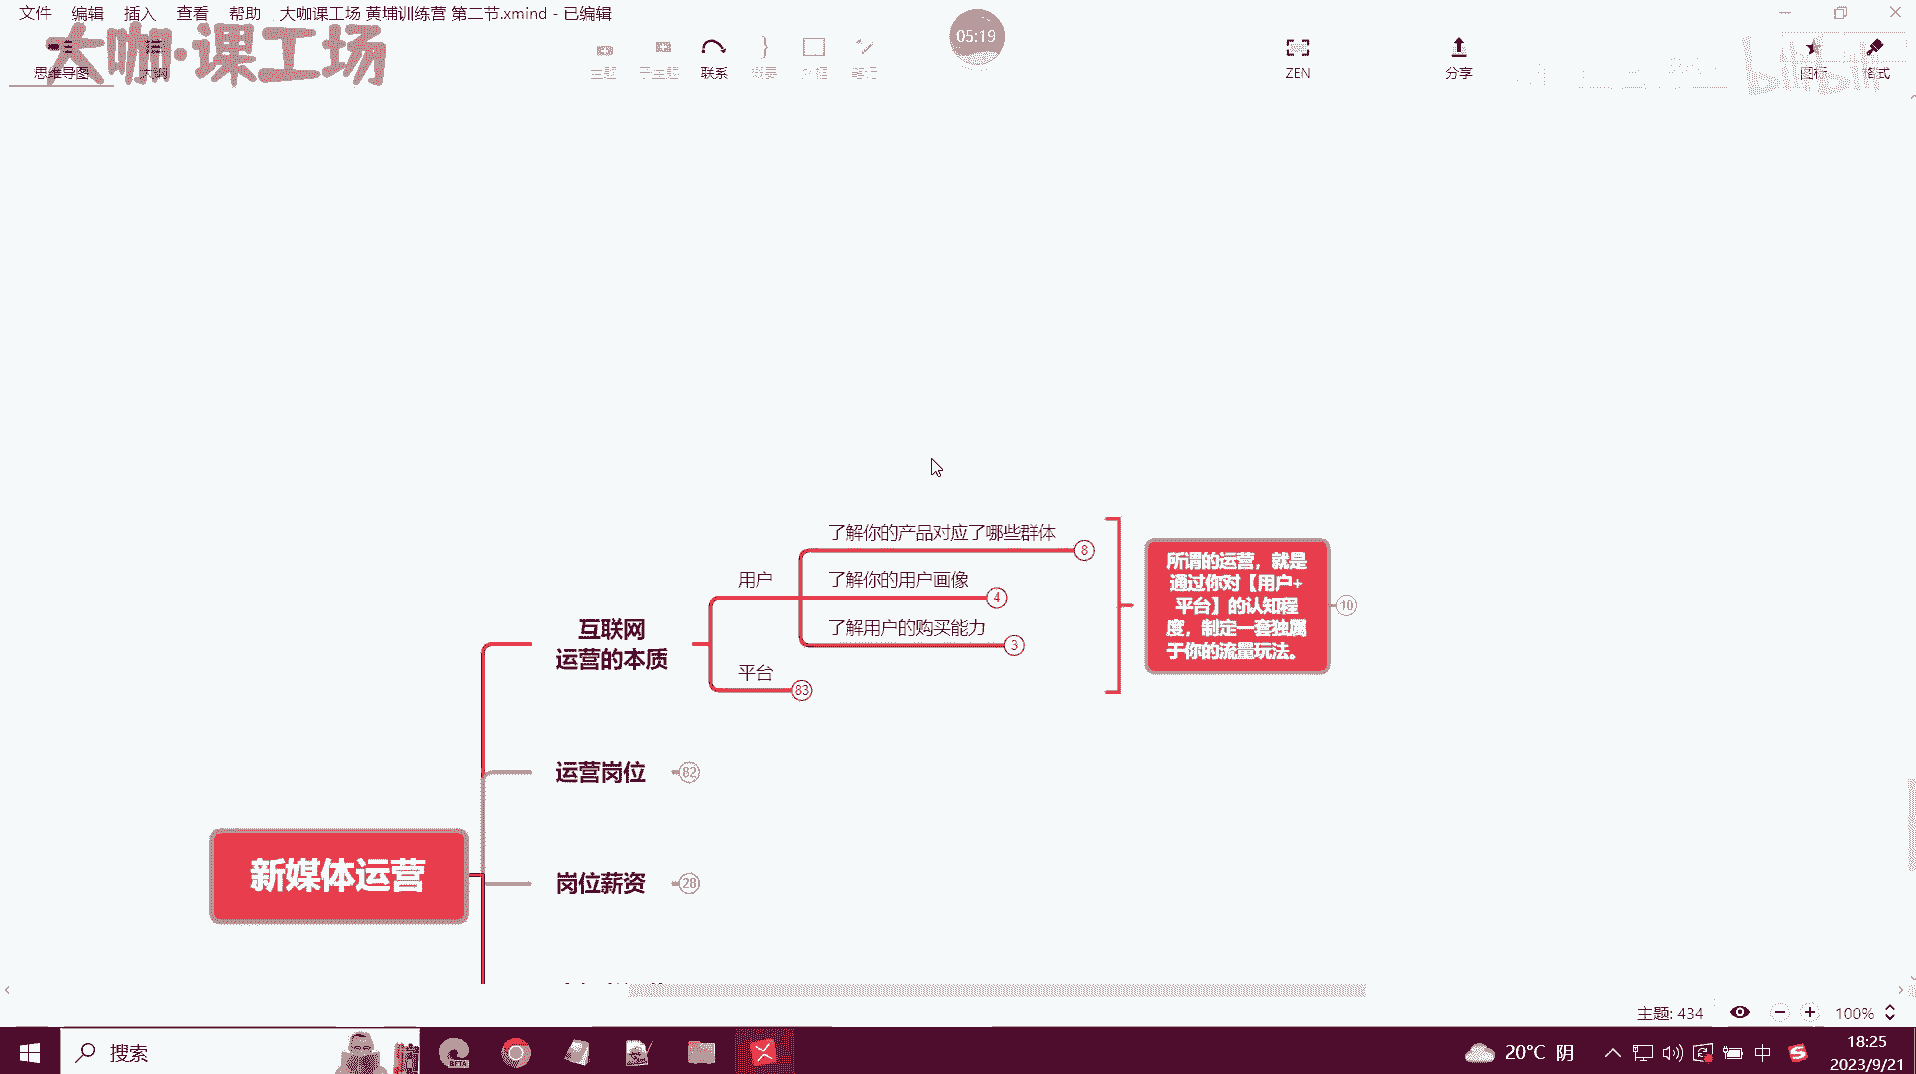 文件 编辑 插入 查看 帮助 大咖课工场 黄埔训练营 第二节.xmind - 已编辑
大咖·课工场
bilibili
思维导图 大纲
主题 子主题 联系 概要 外框 笔记
05:19
ZEN 分享 图标 格式
了解你的产品对应了哪些群体 8
用户 了解你的用户画像 4
了解用户的购买能力 3
互联网
运营的本质
平台 83
所谓的运营，就是
通过你对【用户+
平台】的认知程
度，制定一套独属
于你的流量玩法。
10
运营岗位 82
新媒体运营
岗位薪资 28
主题: 434 100%
搜索
BETA
20°C 阴 中
18:25
2023/9/21